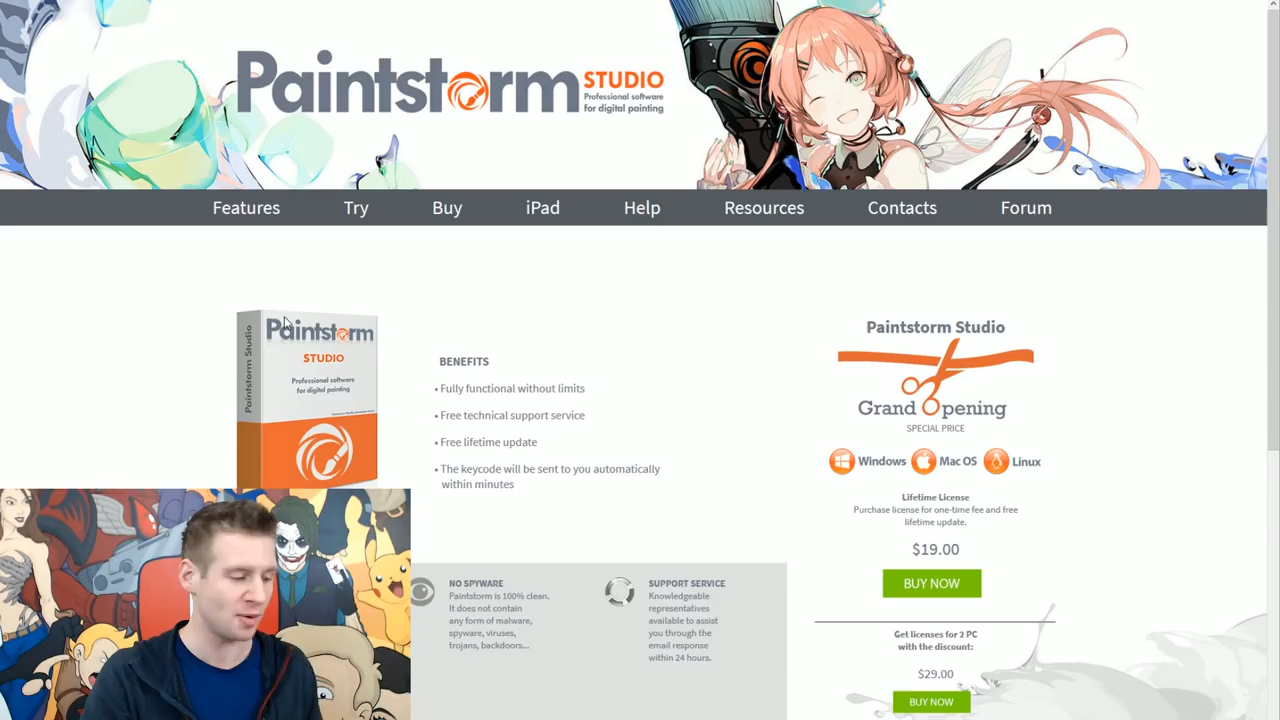 Paintstorm STUDIO
Professional software
for digital painting
Features Try Buy iPad Help Resources Contacts Forum
Paintstorm Studio
Paintstorm
STUDIO
Professional software
for digital painting
BENEFITS
• Fully functional without limits
• Free technical support service
• Free lifetime update
• The keycode will be sent to you automatically
within minutes
NO SPYWARE
Paintstorm is 100% clean.
It does not contain
any form of malware,
spyware, viruses,
trojans, backdoors...
SUPPORT SERVICE
Knowledgeable
representatives
available to assist
you through the
email response
within 24 hours.
Paintstorm Studio
Grand Opening
SPECIAL PRICE
Windows Mac OS Linux
Lifetime License
Purchase license for one-time fee and free
lifetime update.
$19.00
BUY NOW
Get licenses for 2 PC
with the discount:
$29.00
BUY NOW